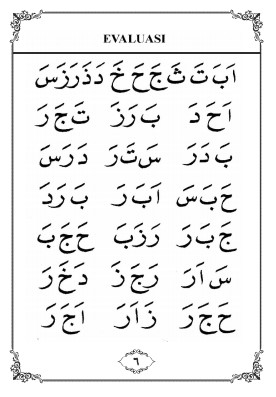 EVALUASI
اَ بَ تَ ثَ جَ حَ خَ دَ ذَ رَ زَ سَ
اَ حَ دَ بَ رَ زَ تَ جَ رَ
بَ دَ رَ سَ تَ رَ دَ رَ سَ
حَ بَ سَ اَ بَ رَ بَ رَ دَ
جَ بَ رَ رَ زَ بَ حَ جَ بَ
سَ اَ رَ رَ جَ زَ دَ خَ رَ
حَ جَ رَ زَ اَ رَ اَ جَ رَ
٦